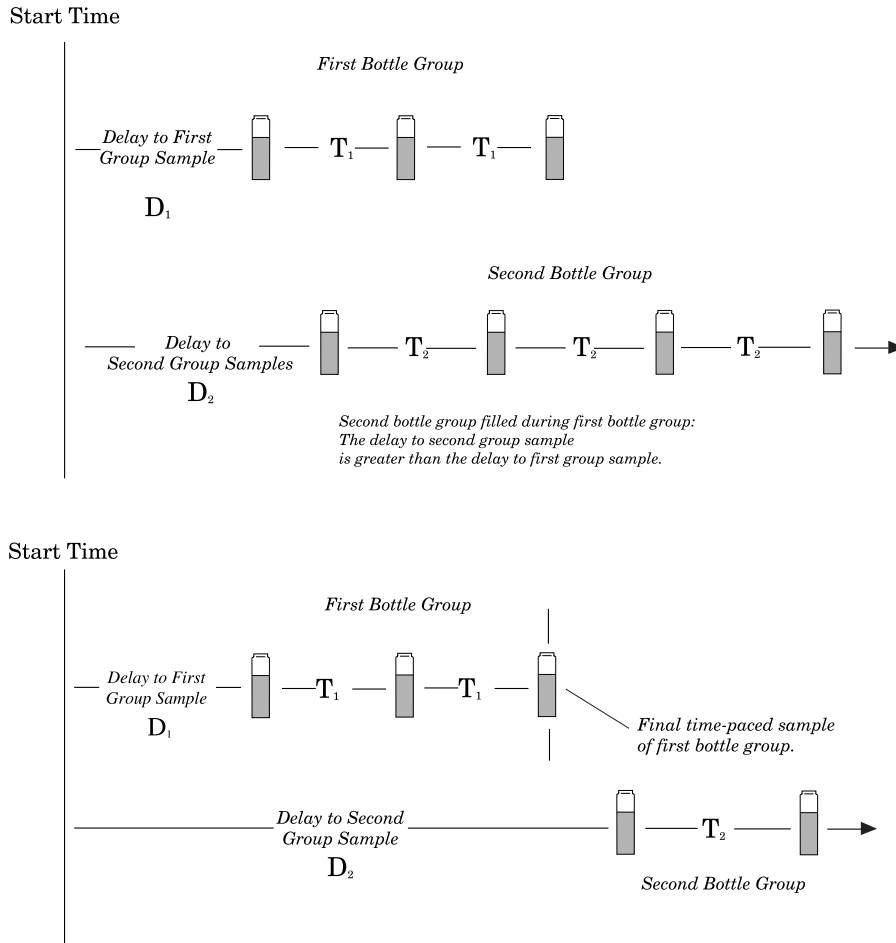 Start Time
First Bottle Group
Delay to First
Group Sample
T₁
T₁
D₁
Second Bottle Group
Delay to
Second Group Samples
T₂
T₂
T₂
D₂
Second bottle group filled during first bottle group:
The delay to second group sample
is greater than the delay to first group sample.
Start Time
First Bottle Group
Delay to First
Group Sample
T₁
T₁
D₁
Final time-paced sample
of first bottle group.
Delay to Second
Group Sample
T₂
D₂
Second Bottle Group